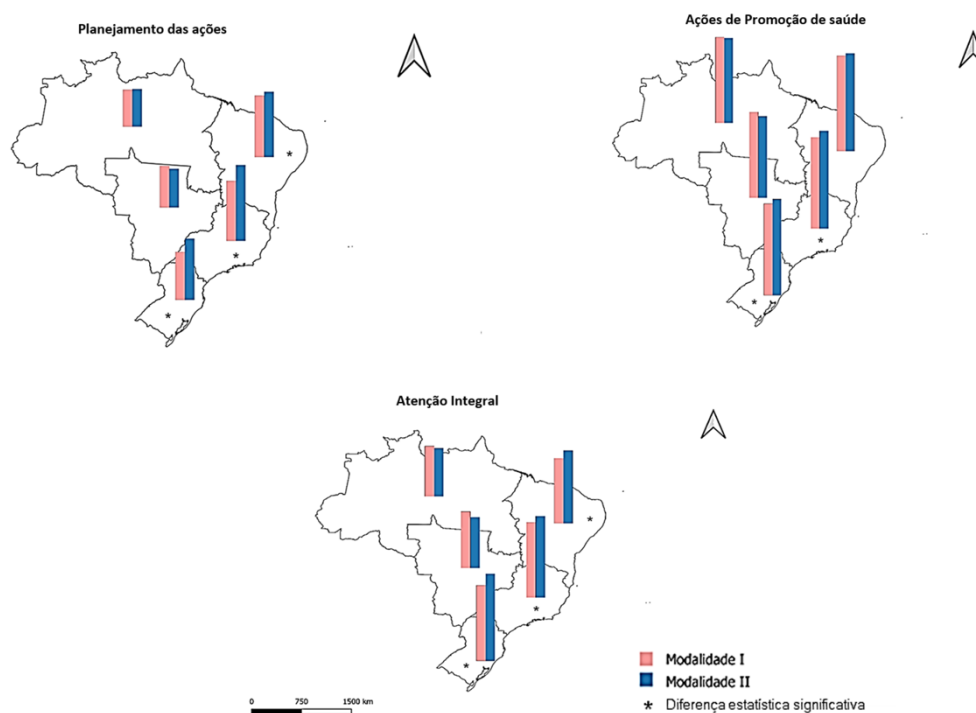 Planejamento das ações
Ações de Promoção de saúde
*
*
*
*
*
Atenção Integral
*
*
*
Modalidade I
Modalidade II
* Diferença estatística significativa
0 750 1500 km